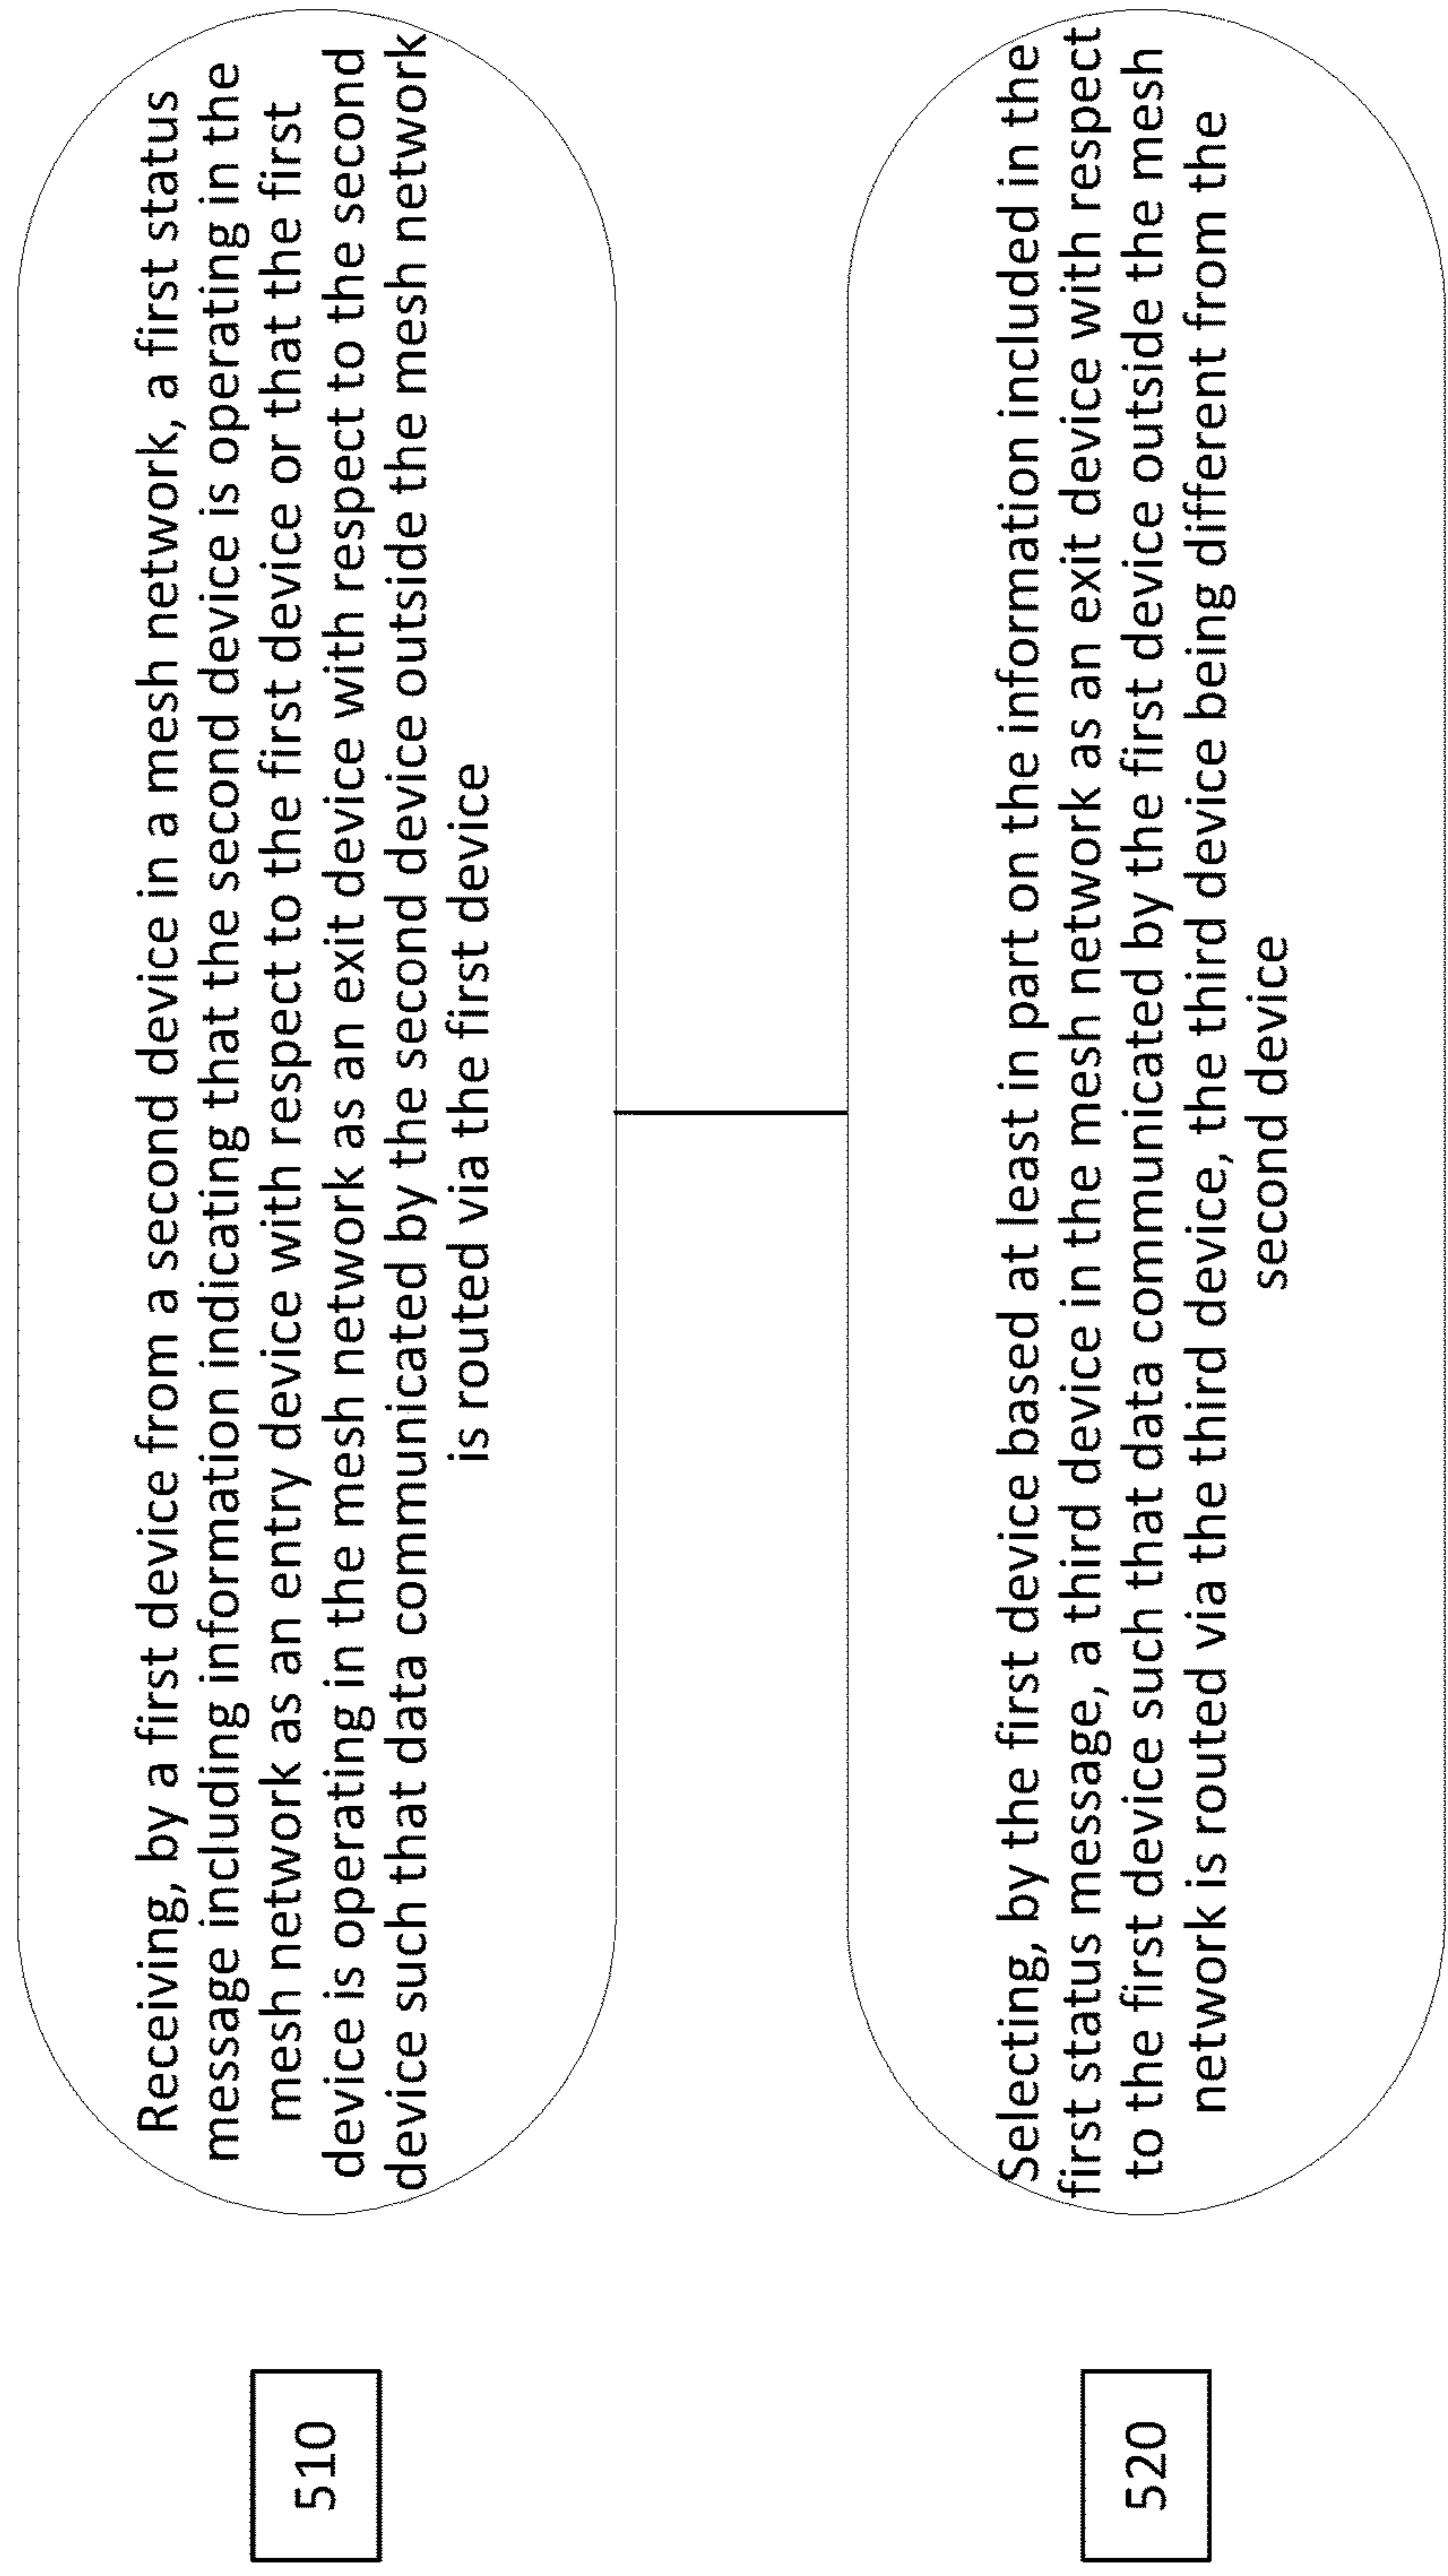 510
Receiving, by a first device from a second device in a mesh network, a first status
message including information indicating that the second device is operating in the
mesh network as an entry device with respect to the first device or that the first
device is operating in the mesh network as an exit device with respect to the second
device such that data communicated by the second device outside the mesh network
is routed via the first device
520
Selecting, by the first device based at least in part on the information included in the
first status message, a third device in the mesh network as an exit device with respect
to the first device such that data communicated by the first device outside the mesh
network is routed via the third device, the third device being different from the
second device